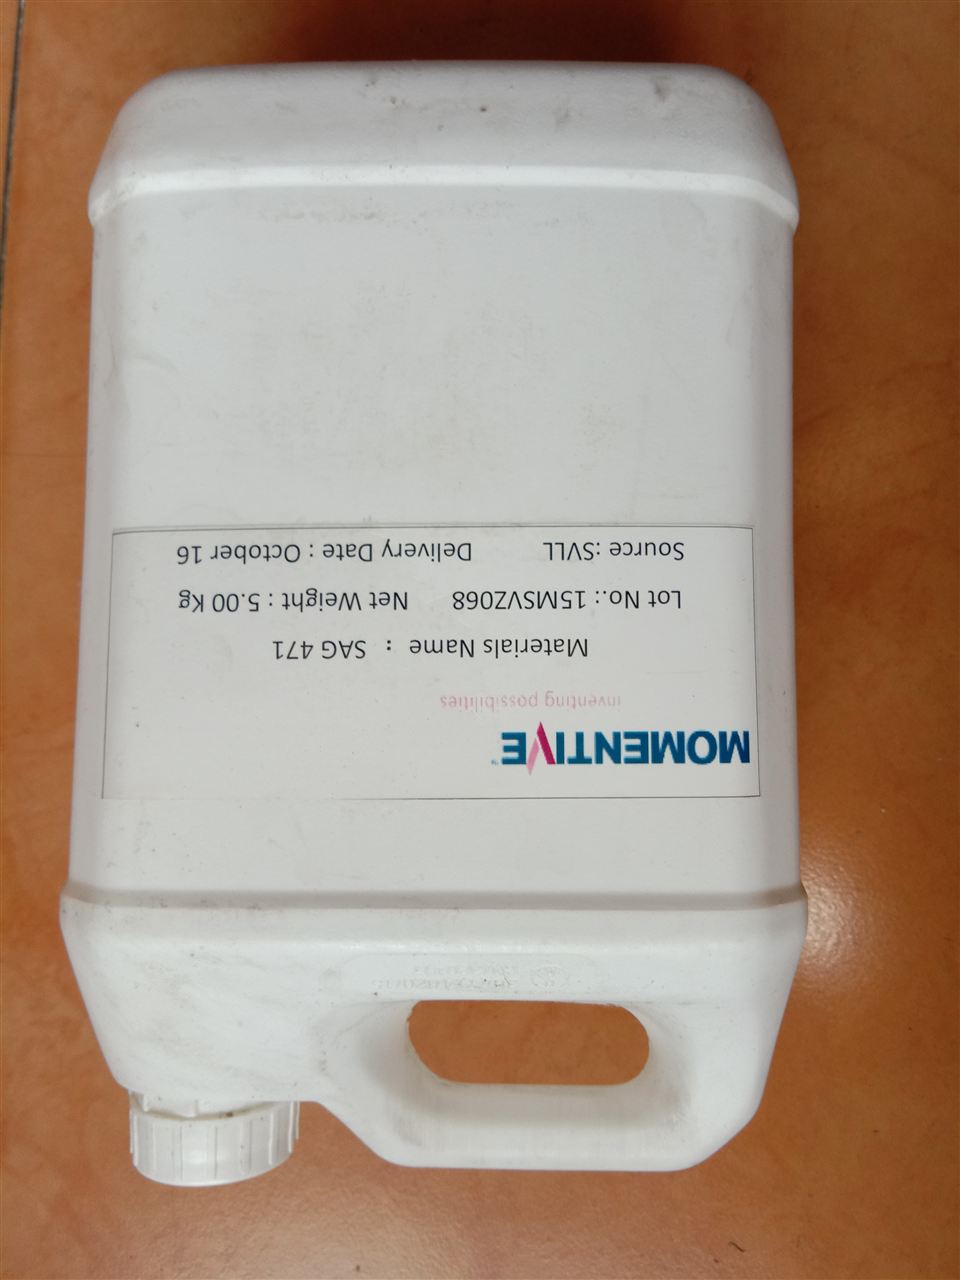 MOMENTIVE™
inventing possibilities
Materials Name : SAG 471
Lot No.: 15MSVZ068 Net Weight : 5.00 Kg
Source :SVLL Delivery Date : October 16